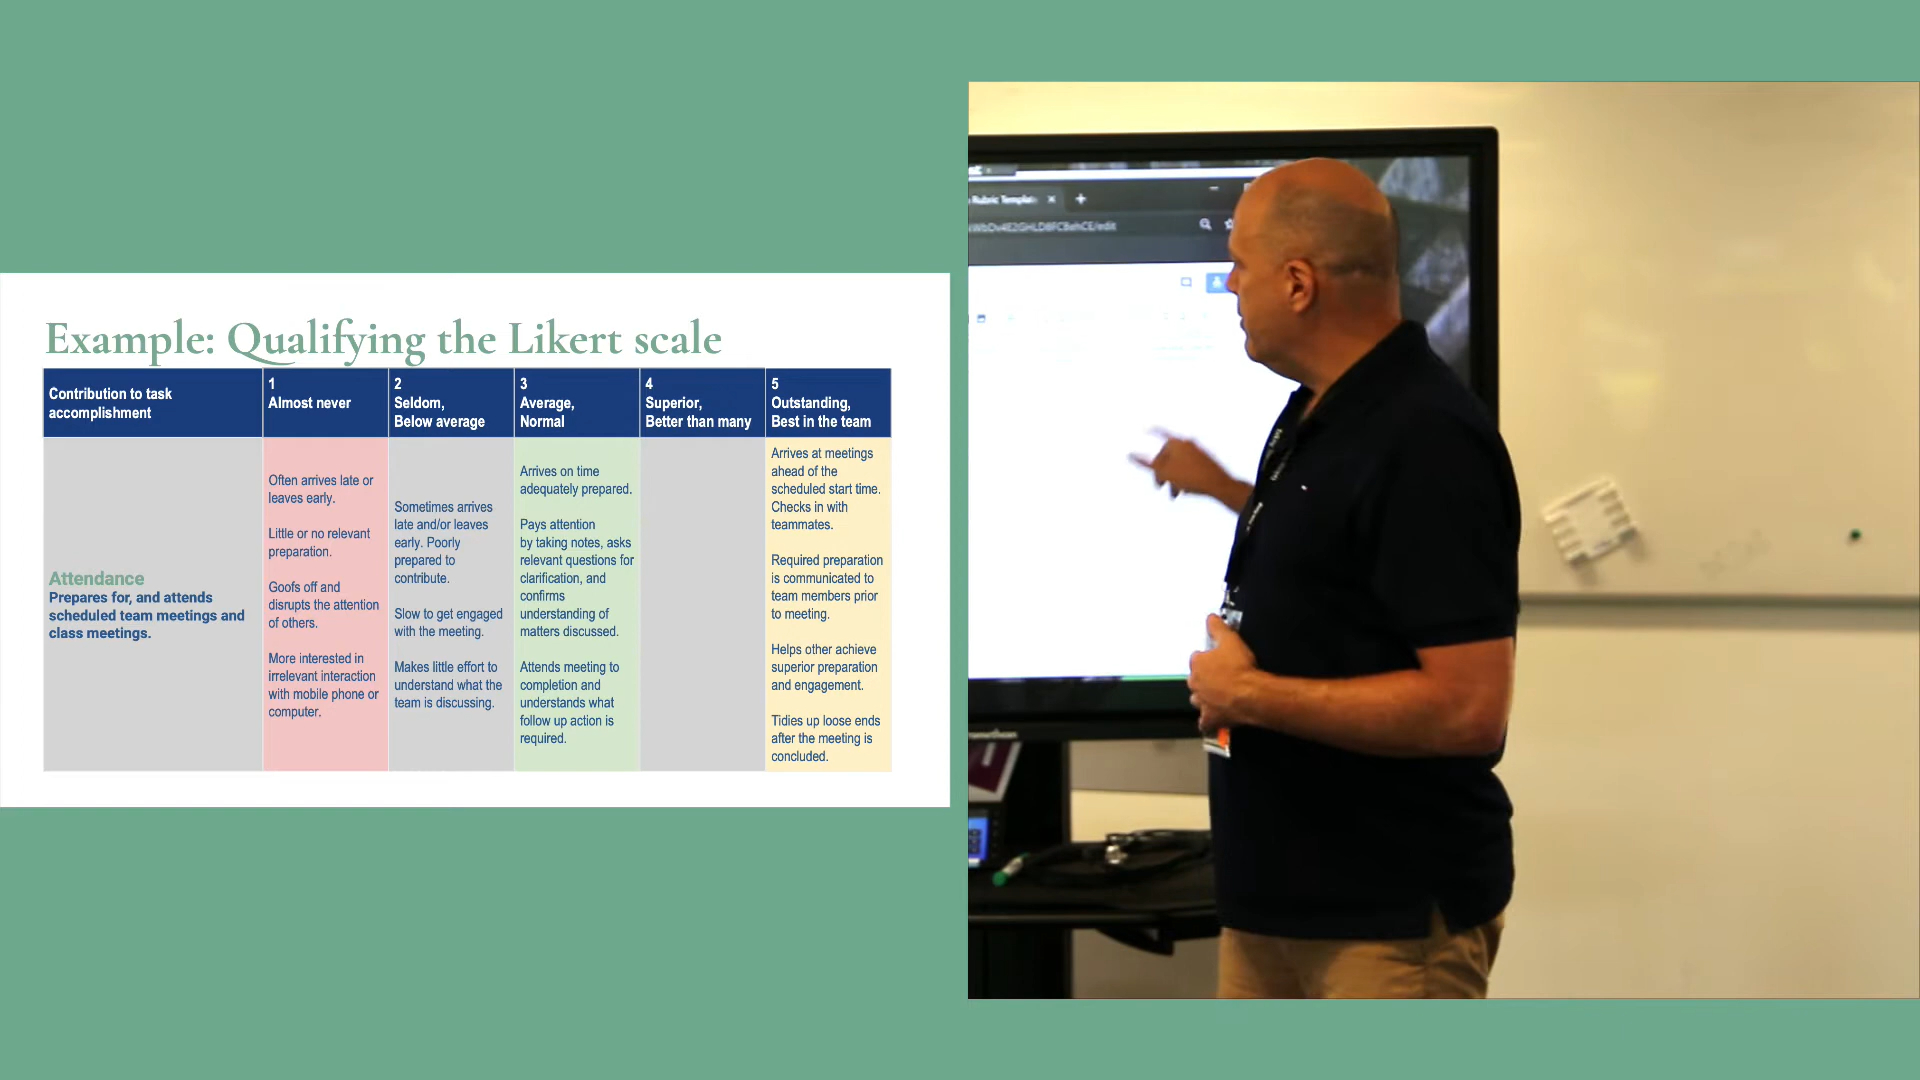 Example: Qualifying the Likert scale
Contribution to task
accomplishment
1
Almost never
2
Seldom,
Below average
3
Average,
Normal
4
Superior,
Better than many
5
Outstanding,
Best in the team
Attendance
Prepares for, and attends
scheduled team meetings and
class meetings.
Often arrives late or
leaves early.
Little or no relevant
preparation.
Goofs off and
disrupts the attention
of others.
More interested in
irrelevant interaction
with mobile phone or
computer.
Sometimes arrives
late and/or leaves
early. Poorly
prepared to
contribute.
Slow to get engaged
with the meeting.
Makes little effort to
understand what the
team is discussing.
Arrives on time
adequately prepared.
Pays attention
by taking notes, asks
relevant questions for
clarification, and
confirms
understanding of
matters discussed.
Attends meeting to
completion and
understands what
follow up action is
required.
Arrives at meetings
ahead of the
scheduled start time.
Checks in with
teammates.
Required preparation
is communicated to
team members prior
to meeting.
Helps other achieve
superior preparation
and engagement.
Tidies up loose ends
after the meeting is
concluded.
Rubric